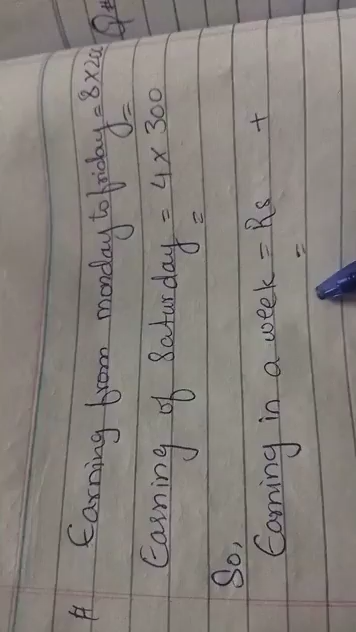 # Earning from monday to friday = 8×20
=
Earning of Saturday = 4 × 300
=
So,
Earning in a week = Rs +
=